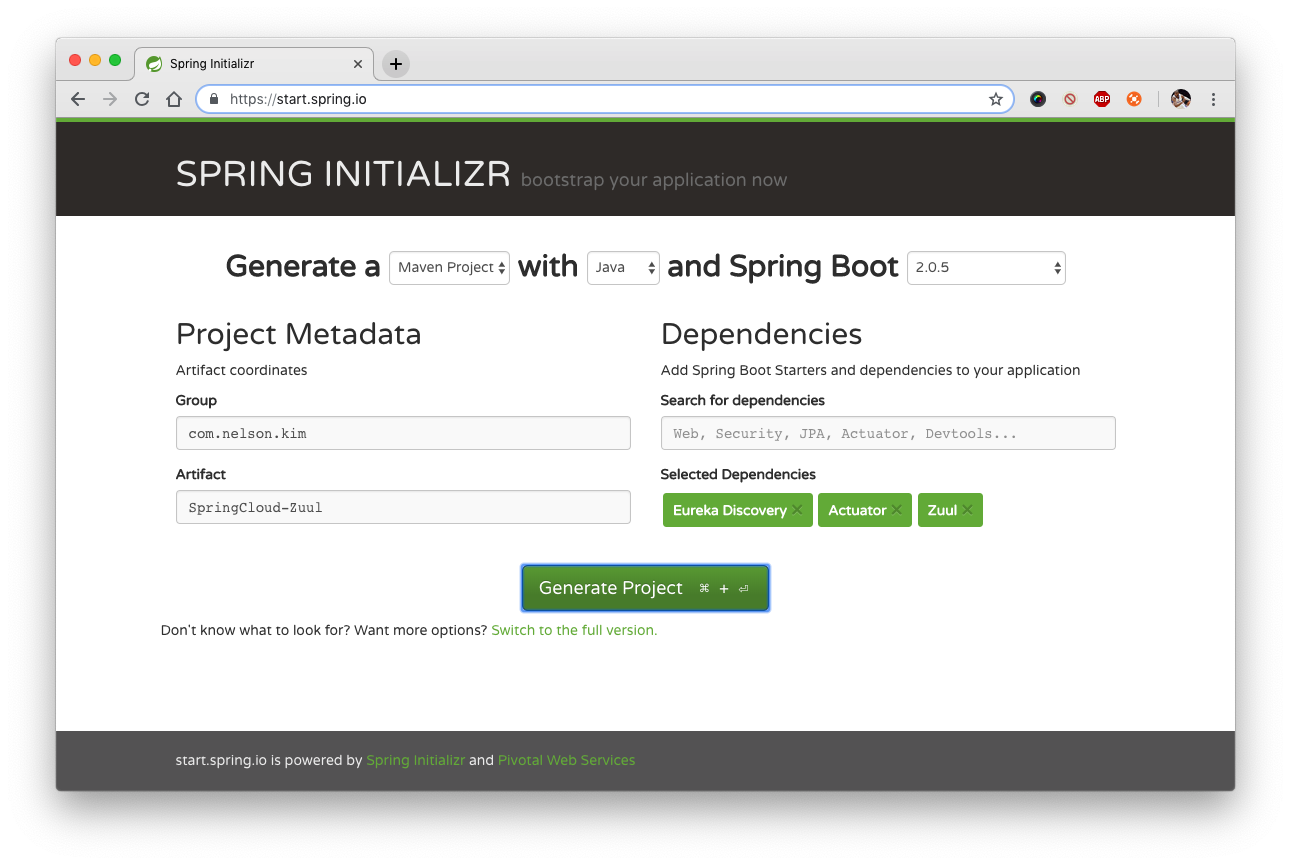 Spring Initializr
https://start.spring.io
ABP
SPRING INITIALIZR bootstrap your application now
Generate a Maven Project with Java and Spring Boot 2.0.5
Project Metadata
Artifact coordinates
Group
com.nelson.kim
Artifact
SpringCloud-Zuul
Dependencies
Add Spring Boot Starters and dependencies to your application
Search for dependencies
Web, Security, JPA, Actuator, Devtools...
Selected Dependencies
Eureka Discovery × Actuator × Zuul ×
Generate Project ⌘ + ⏎
Don't know what to look for? Want more options? Switch to the full version.
start.spring.io is powered by Spring Initializr and Pivotal Web Services